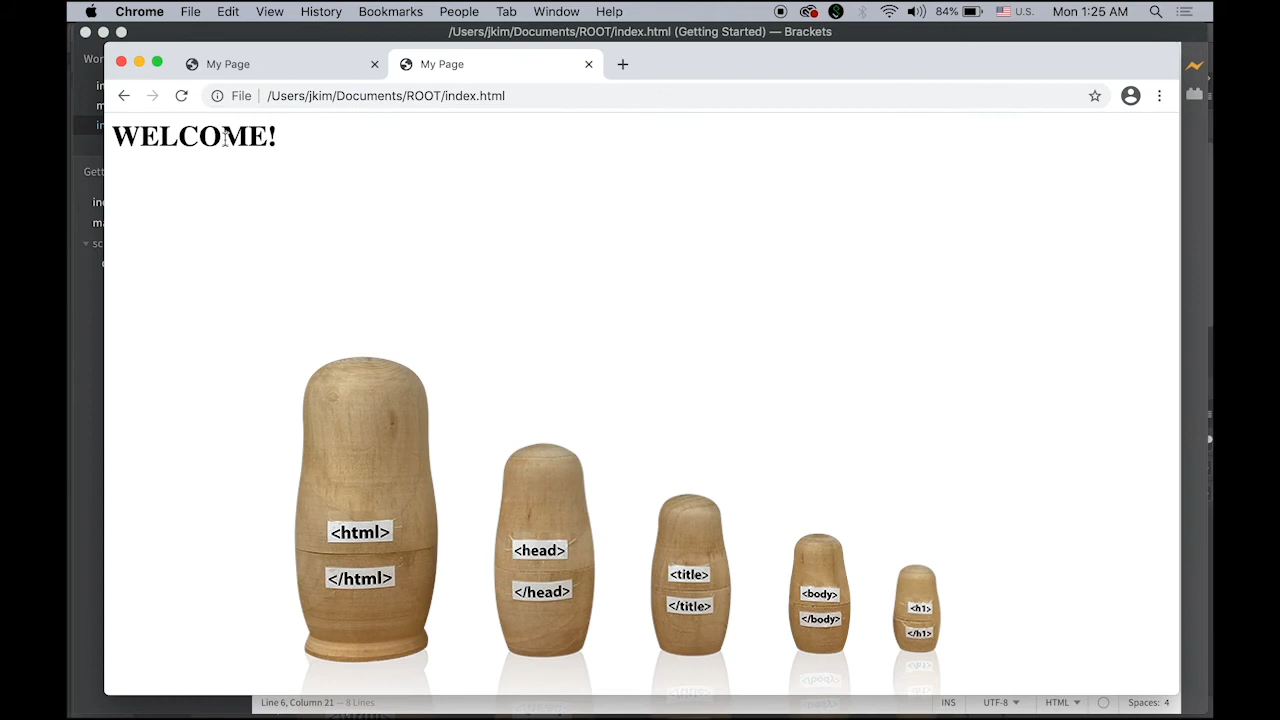 Chrome File Edit View History Bookmarks People Tab Window Help 84% U.S. Mon 1:25 AM
/Users/jkim/Documents/ROOT/index.html (Getting Started) — Brackets
My Page My Page
File /Users/jkim/Documents/ROOT/index.html
WELCOME!
<html>
</html>
<head>
</head>
<title>
</title>
<body>
</body>
<h1>
</h1>
Line 6, Column 21 — 8 Lines INS UTF-8 HTML Spaces: 4